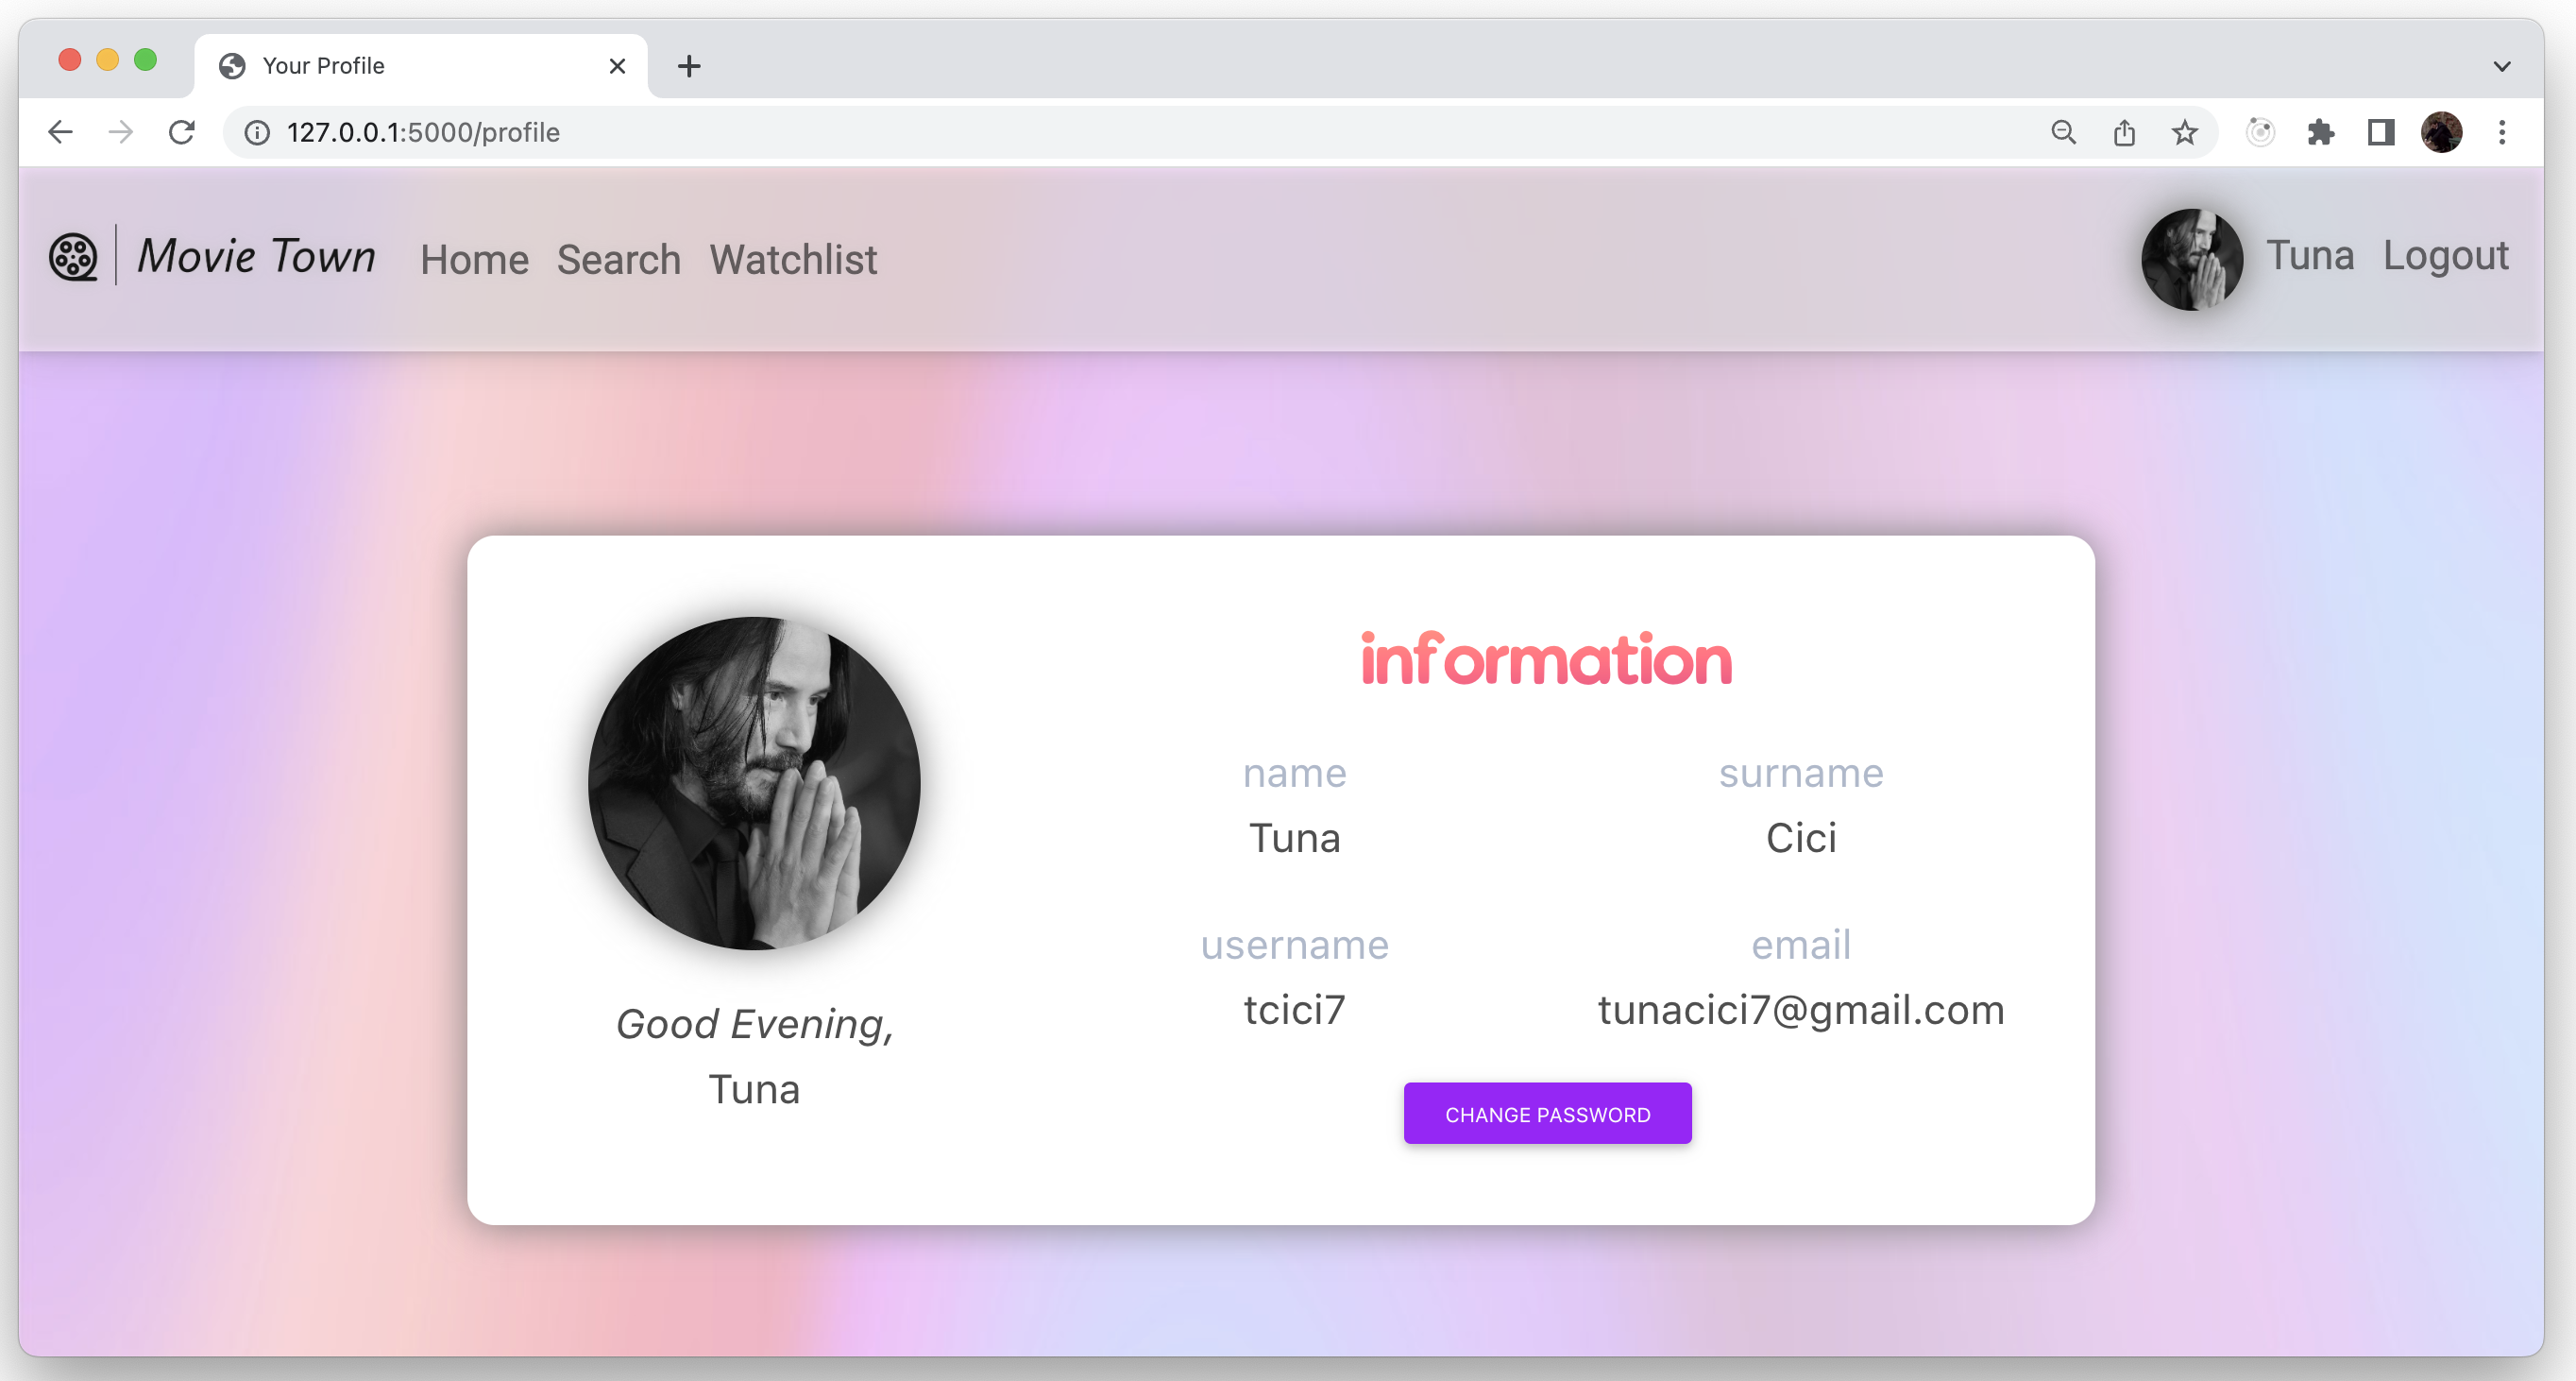 Your Profile
127.0.0.1:5000/profile
Movie Town Home Search Watchlist Tuna Logout
Good Evening,
Tuna
information
name surname
Tuna Cici
username email
tcici7 tunacici7@gmail.com
CHANGE PASSWORD